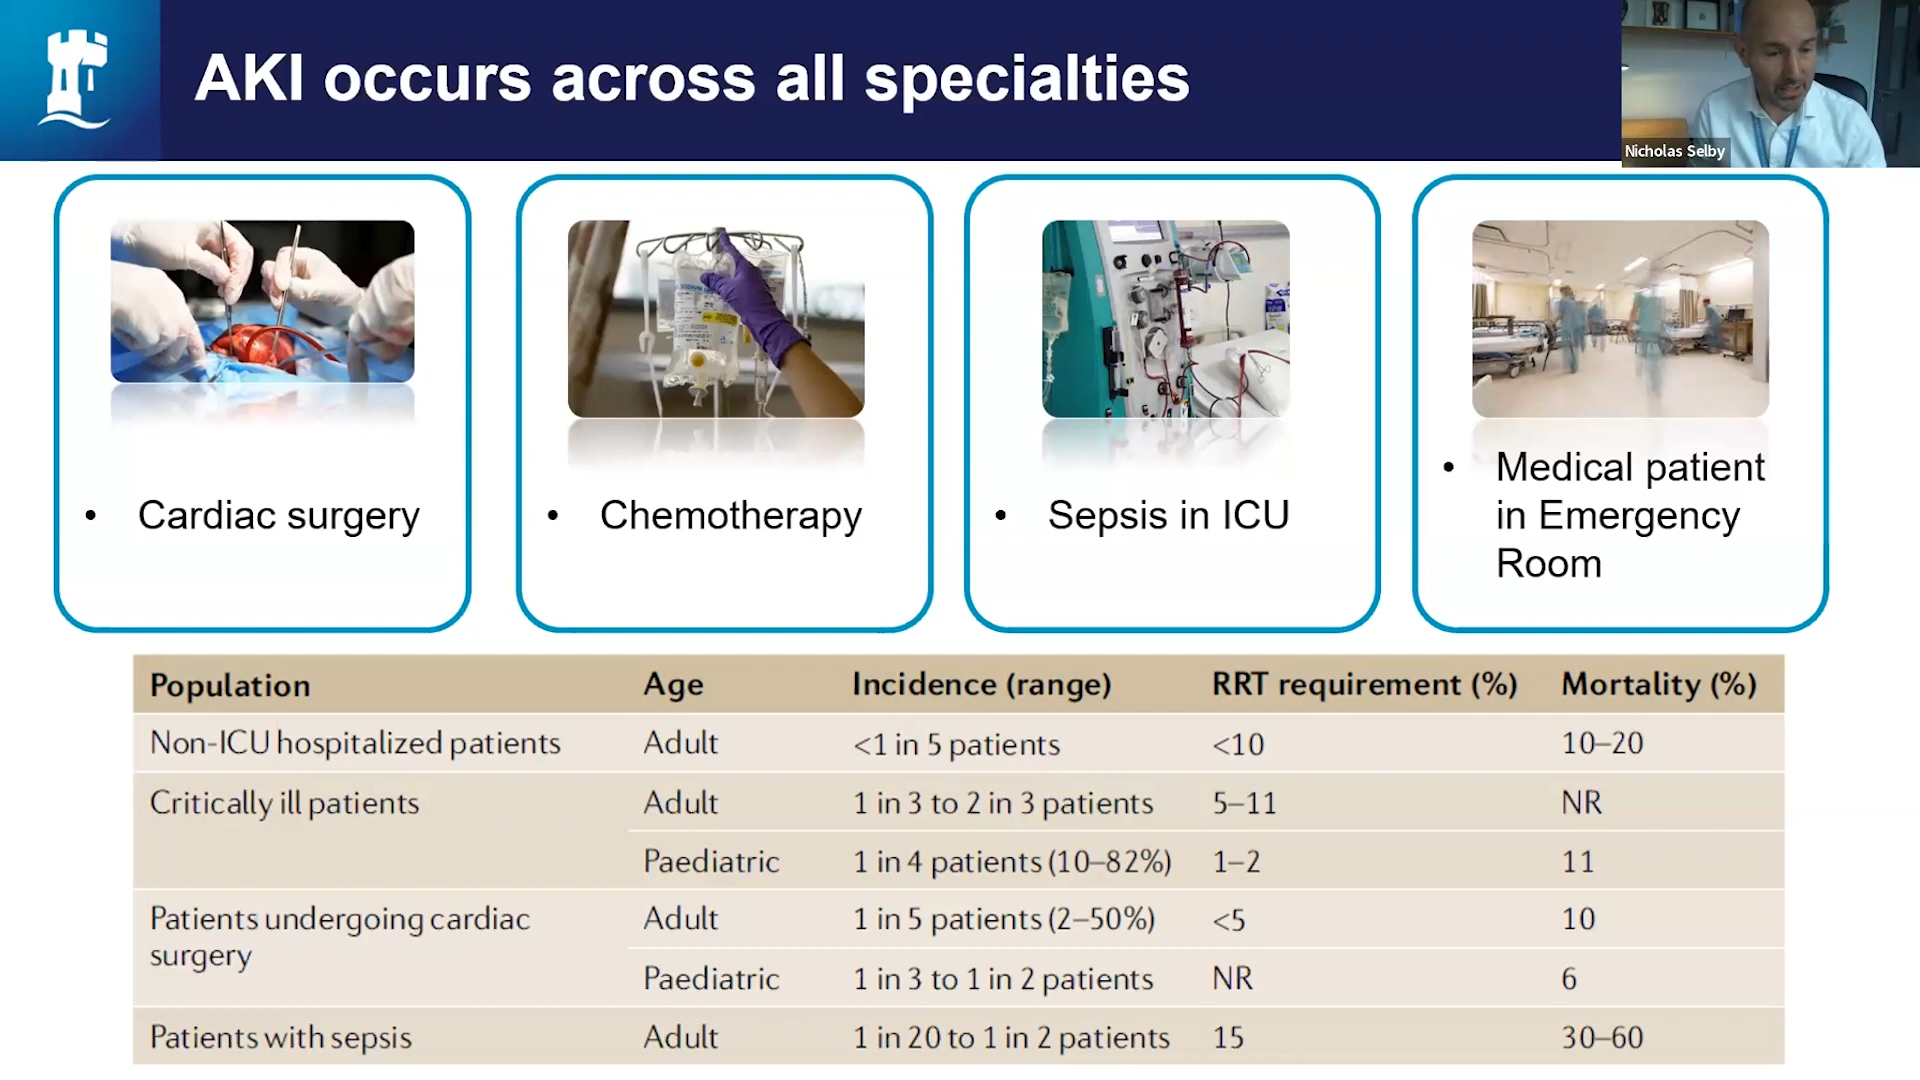 AKI occurs across all specialties
Nicholas Selby
• Cardiac surgery
• Chemotherapy
• Sepsis in ICU
• Medical patient
in Emergency
Room
Population Age Incidence (range) RRT requirement (%) Mortality (%)
Non-ICU hospitalized patients Adult <1 in 5 patients <10 10–20
Critically ill patients Adult 1 in 3 to 2 in 3 patients 5–11 NR
Paediatric 1 in 4 patients (10–82%) 1–2 11
Patients undergoing cardiac
surgery
Adult 1 in 5 patients (2–50%) <5 10
Paediatric 1 in 3 to 1 in 2 patients NR 6
Patients with sepsis Adult 1 in 20 to 1 in 2 patients 15 30–60